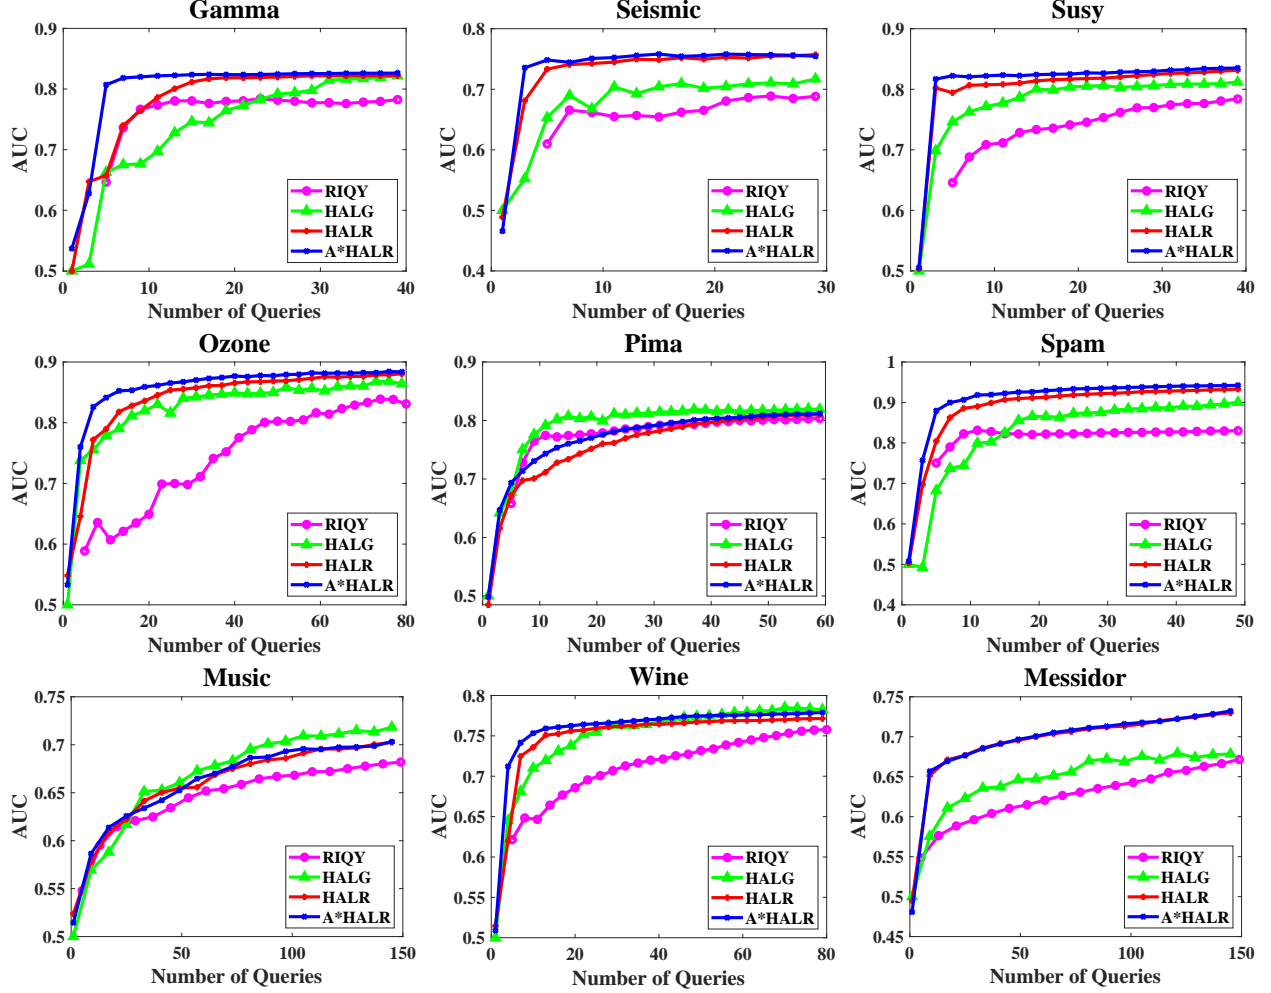 Gamma
0.9
0.8
0.7
0.6
0.5
AUC
0 10 20 30 40
Number of Queries
RIQY
HALG
HALR
A*HALR
Seismic
0.8
0.7
0.6
0.5
0.4
AUC
0 10 20 30
Number of Queries
RIQY
HALG
HALR
A*HALR
Susy
0.9
0.8
0.7
0.6
0.5
AUC
0 10 20 30 40
Number of Queries
RIQY
HALG
HALR
A*HALR
Ozone
0.9
0.8
0.7
0.6
0.5
AUC
0 20 40 60 80
Number of Queries
RIQY
HALG
HALR
A*HALR
Pima
0.9
0.8
0.7
0.6
0.5
AUC
0 10 20 30 40 50 60
Number of Queries
RIQY
HALG
HALR
A*HALR
Spam
1
0.9
0.8
0.7
0.6
0.5
0.4
AUC
0 10 20 30 40 50
Number of Queries
RIQY
HALG
HALR
A*HALR
Music
0.75
0.7
0.65
0.6
0.55
0.5
AUC
0 50 100 150
Number of Queries
RIQY
HALG
HALR
A*HALR
Wine
0.8
0.75
0.7
0.65
0.6
0.55
0.5
AUC
0 20 40 60 80
Number of Queries
RIQY
HALG
HALR
A*HALR
Messidor
0.75
0.7
0.65
0.6
0.55
0.5
0.45
AUC
0 50 100 150
Number of Queries
RIQY
HALG
HALR
A*HALR